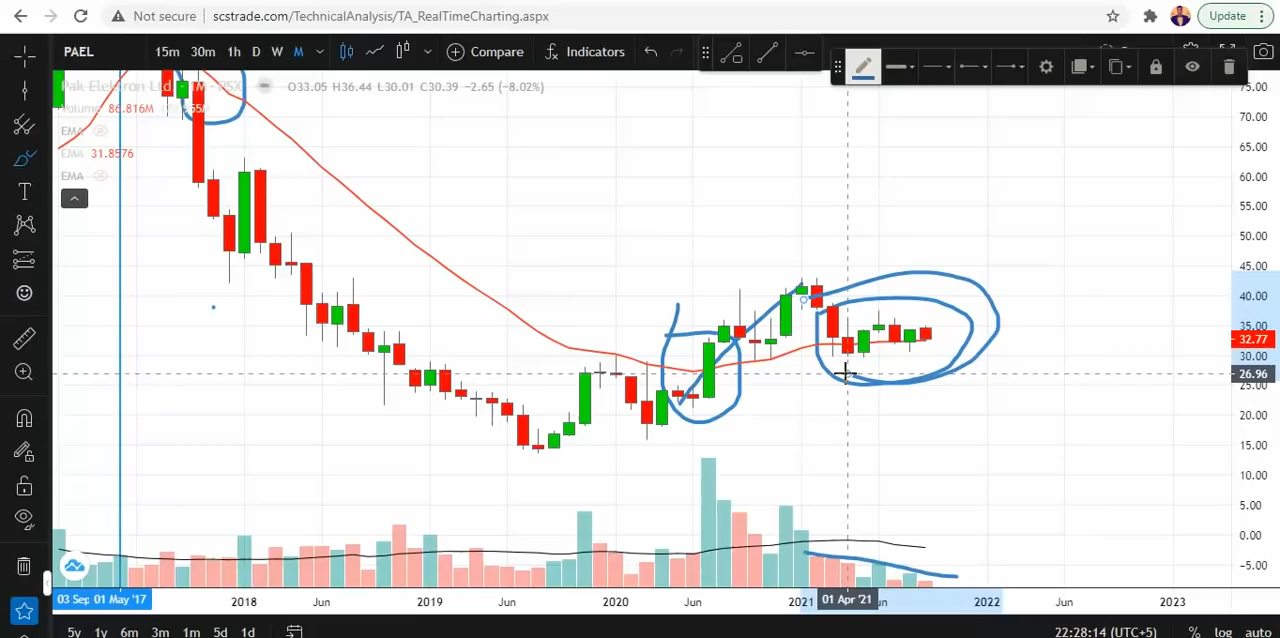 Not secure scstrade.com/TechnicalAnalysis/TA_RealTimeCharting.aspx Update
PAEL 15m 30m 1h D W M Compare Indicators
Pak Elektron Ltd. O33.05 H36.44 L30.01 C30.39 −2.65 (−8.02%)
Volume 86.816M
EMA
EMA 31.8576
EMA
75.00
70.00
65.00
60.00
55.00
50.00
45.00
40.00
35.00
32.77
30.00
26.96
25.00
20.00
15.00
10.00
5.00
0.00
−5.00
03 Sep 01 May '17 2018 Jun 2019 Jun 2020 Jun 2021 01 Apr '21 2022 Jun 2023
5y 1y 6m 3m 1m 5d 1d 22:28:14 (UTC+5) % log auto